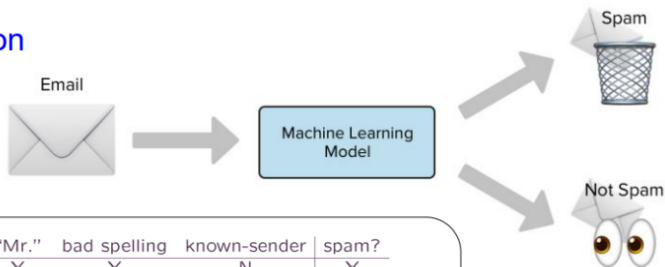 on
Spam
Email
Machine Learning
Model
Not Spam
"Mr." bad spelling known-sender spam?
Y Y N Y